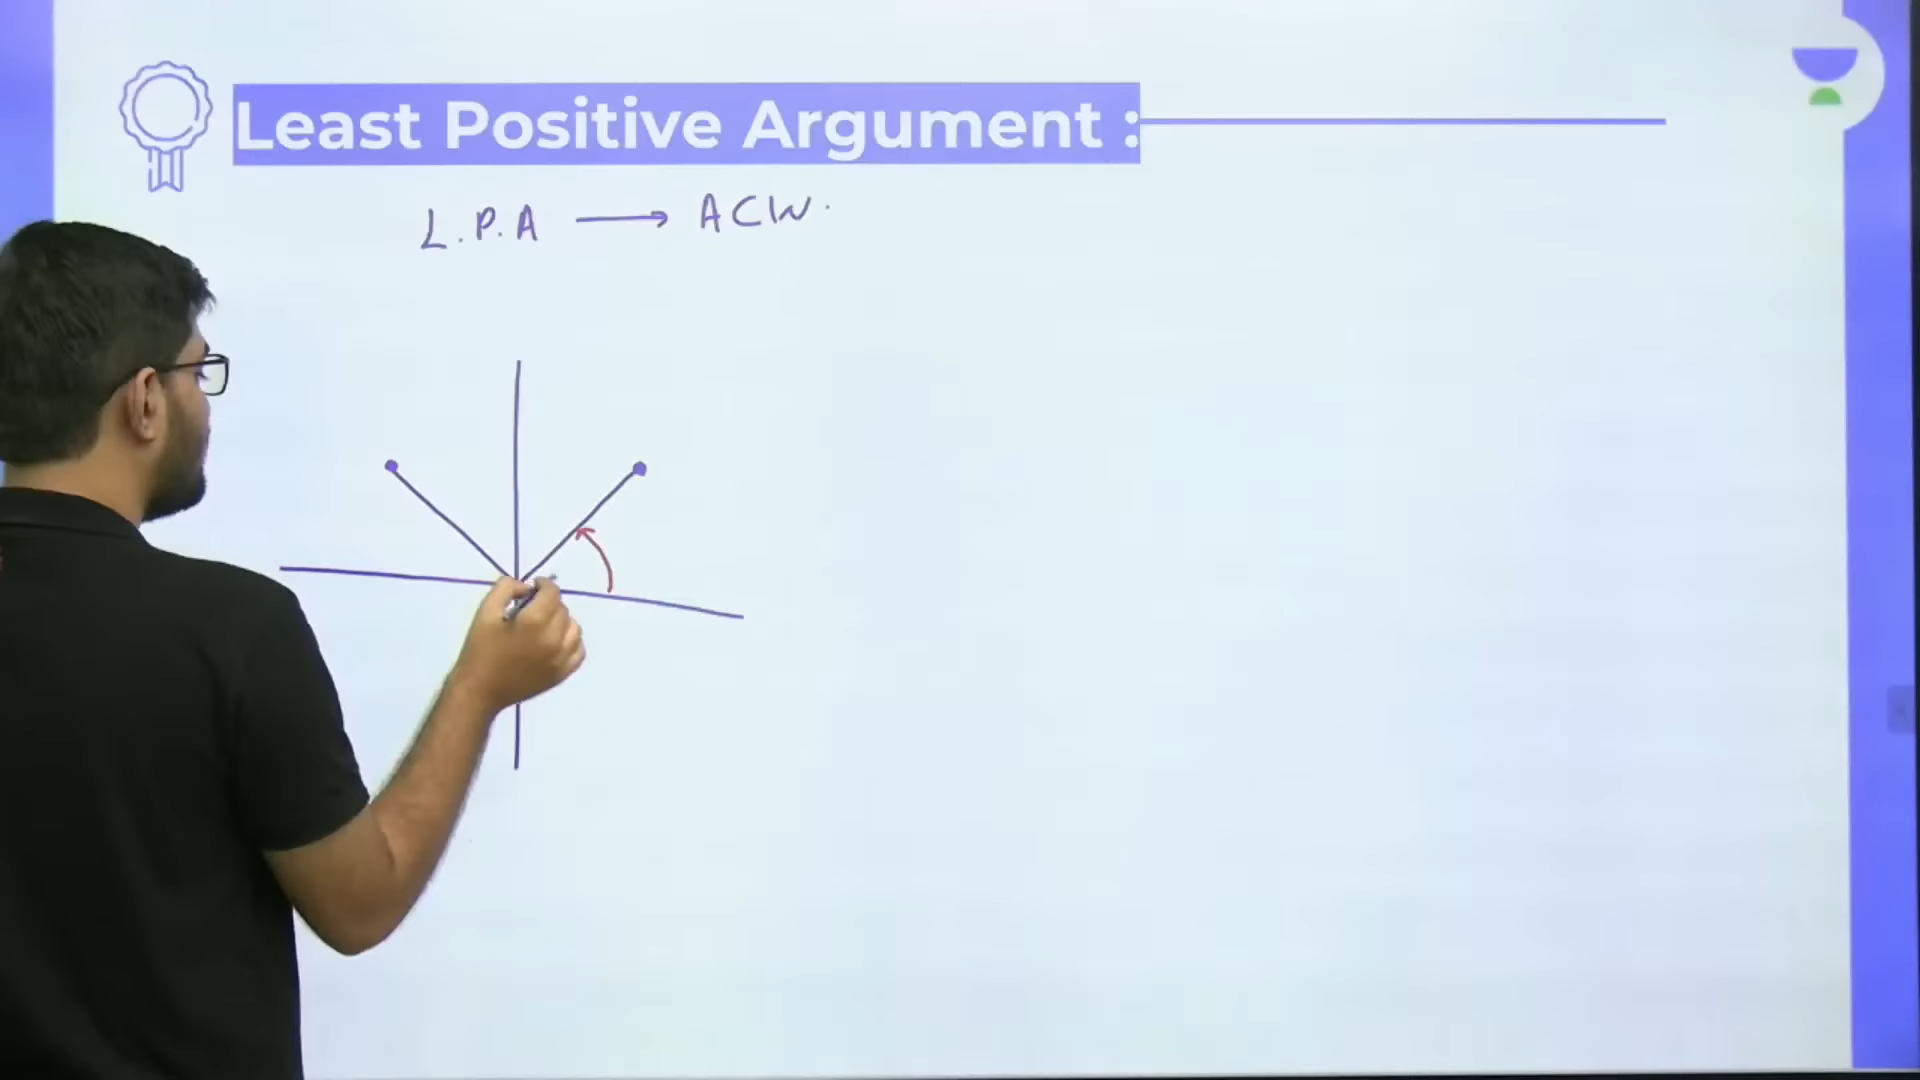 Least Positive Argument :
L.P.A → ACW.